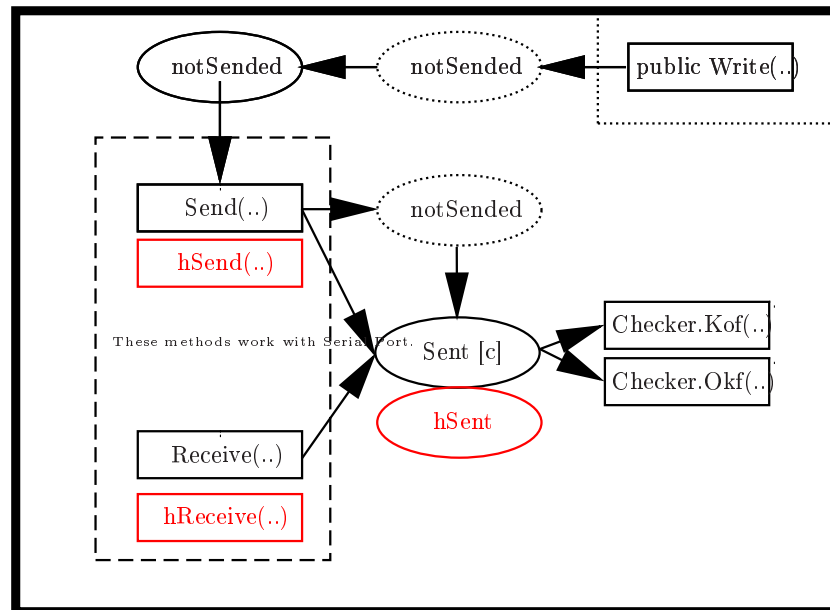 notSended
notSended
public Write(..)
Send(..)
notSended
hSend(..)
These methods work with Serial Port.
Sent [c]
Checker.Kof(..)
Checker.Okf(..)
hSent
Receive(..)
hReceive(..)